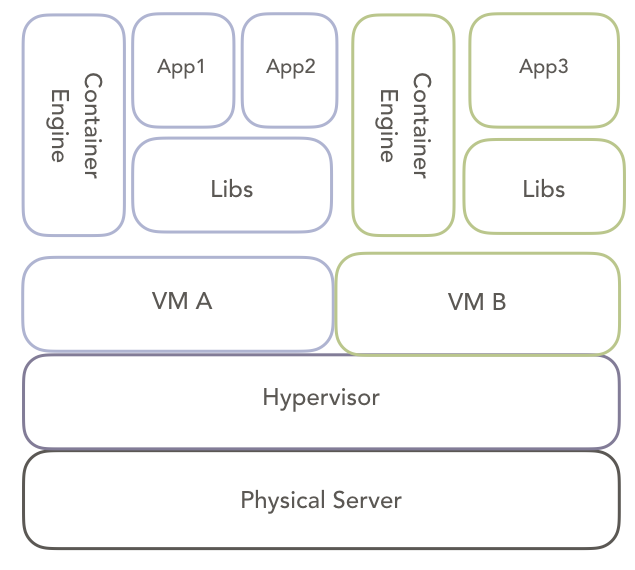 Container
Engine
App1
App2
Libs
Container
Engine
App3
Libs
VM A
VM B
Hypervisor
Physical Server